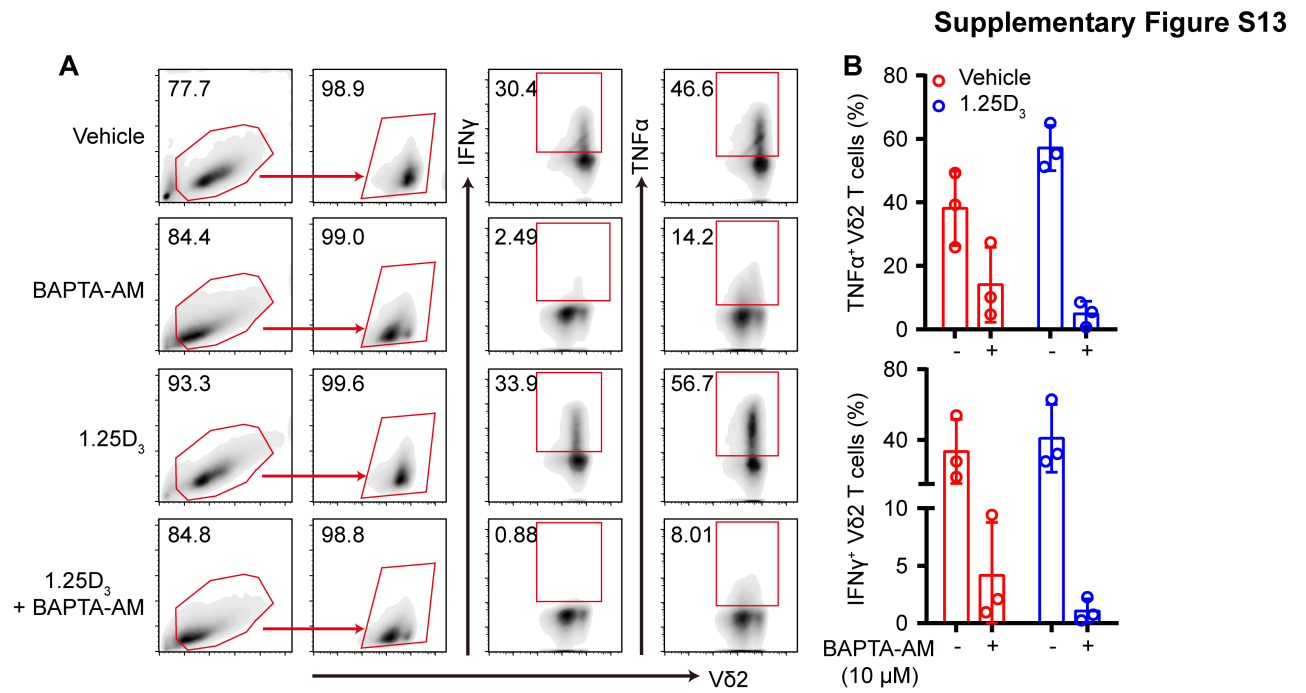 Supplementary Figure S13
A
Vehicle
77.7
98.9
IFNγ
30.4
TNFα
46.6
BAPTA-AM
84.4
99.0
2.49
14.2
1.25D3
93.3
99.6
33.9
56.7
1.25D3
+ BAPTA-AM
84.8
98.8
0.88
8.01
Vδ2
B
TNFα+ Vδ2 T cells (%)
80
60
40
20
0
Vehicle
1.25D3
- + - +
IFNγ+ Vδ2 T cells (%)
80
40
10
5
0
BAPTA-AM - + - +
(10 µM)